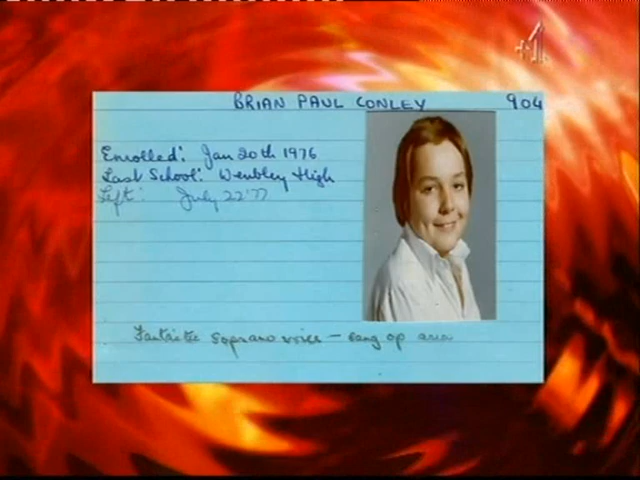 BRIAN PAUL CONLEY 904
Enrolled: Jan 20th 1976
Last School: Wembley High
Left: July 22 '77
Fantastic Soprano voice – sang op aria
4